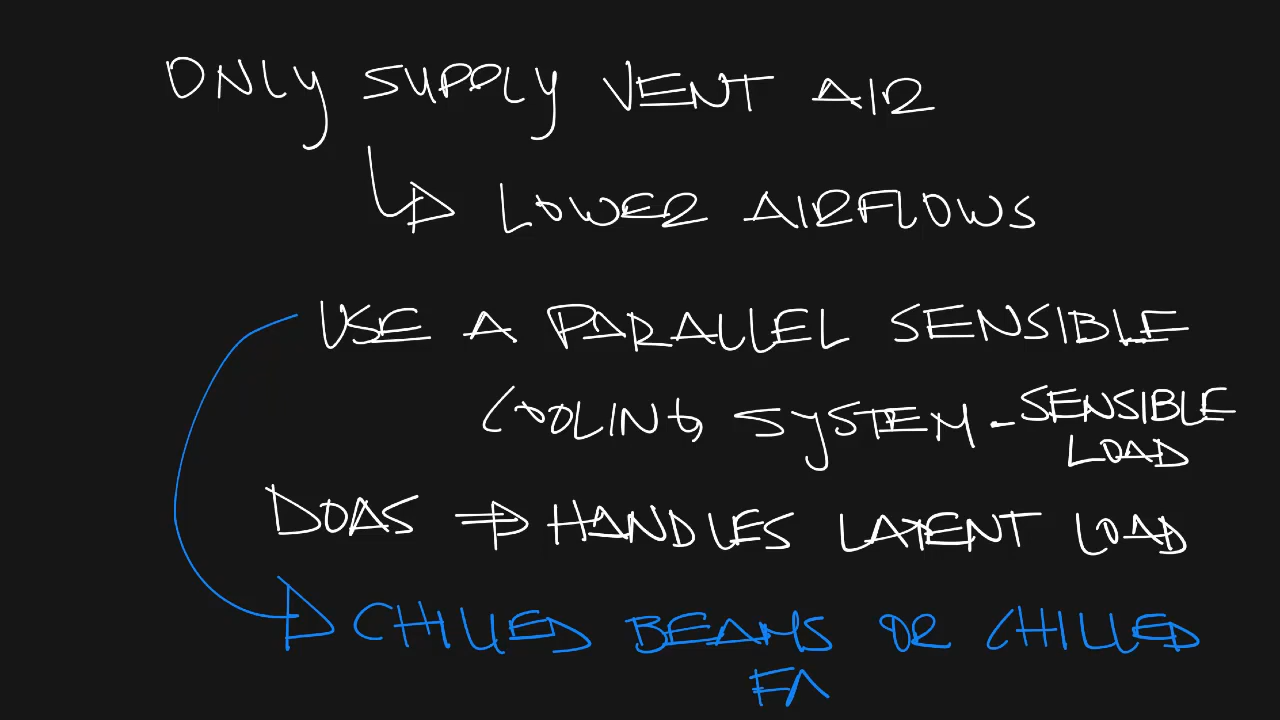 ONLY SUPPLY VENT AIR
LOWER AIRFLOWS
USE A PARALLEL SENSIBLE
COOLING SYSTEM - SENSIBLE
LOAD
DOAS ⇒ HANDLES LATENT LOAD
CHILLED BEAMS OR CHILLED
FA